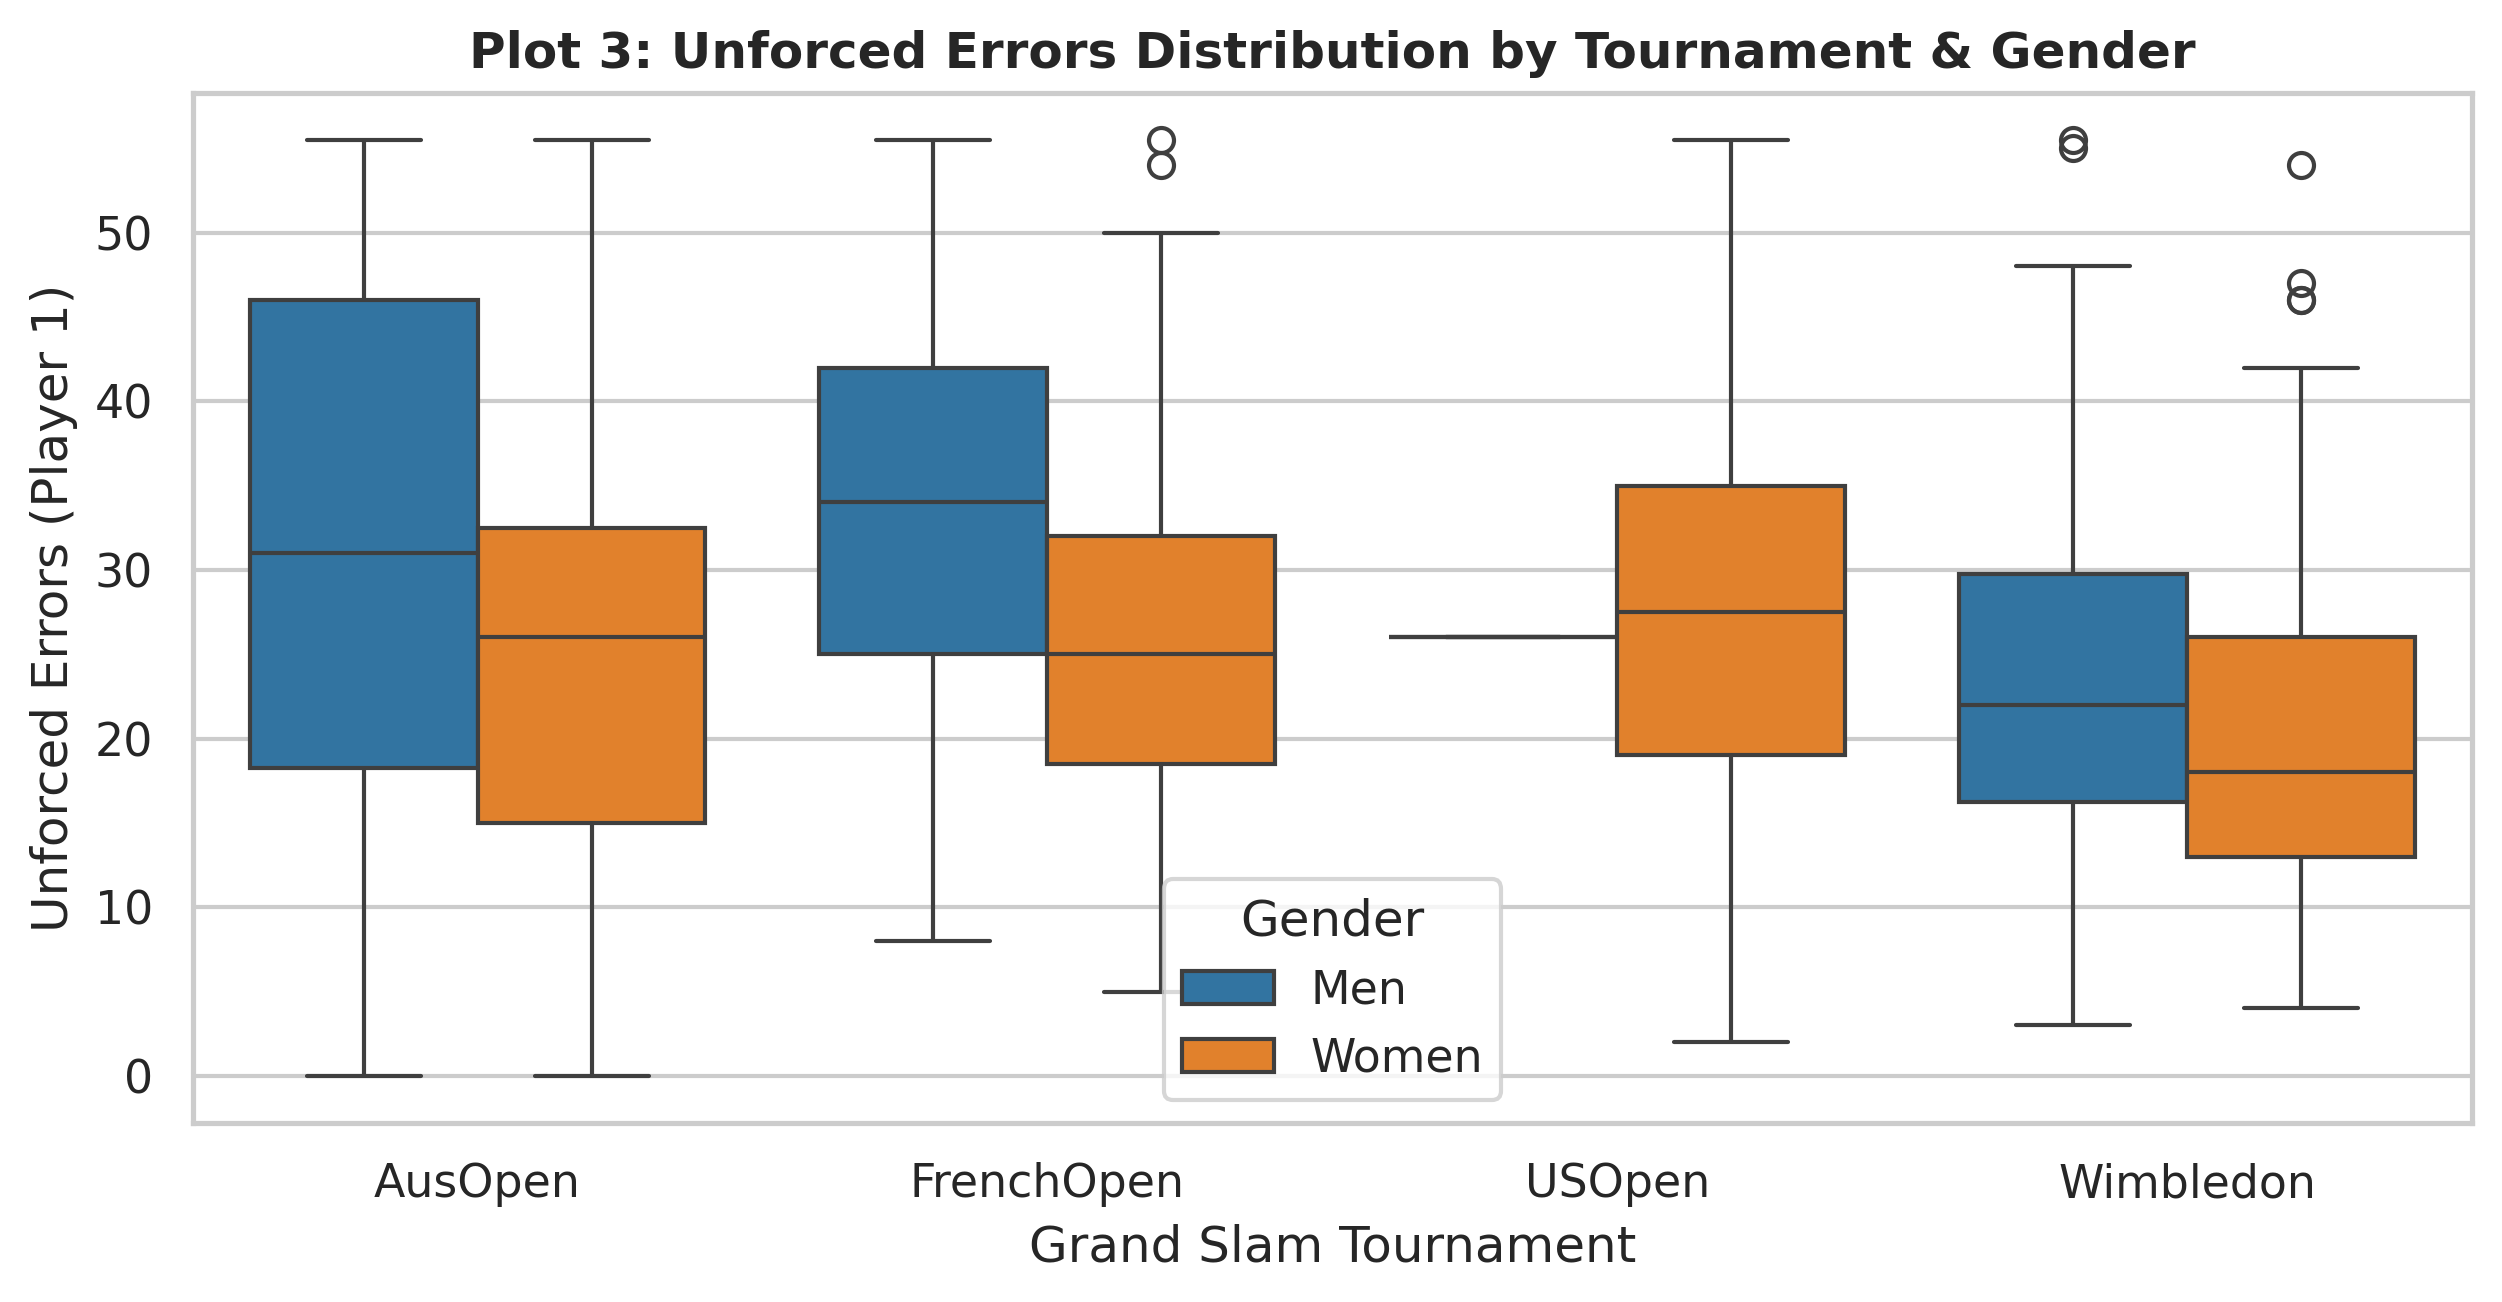 Plot 3: Unforced Errors Distribution by Tournament & Gender
Unforced Errors (Player 1)
50
40
30
20
10
0
Gender
Men
Women
AusOpen
FrenchOpen
USOpen
Wimbledon
Grand Slam Tournament